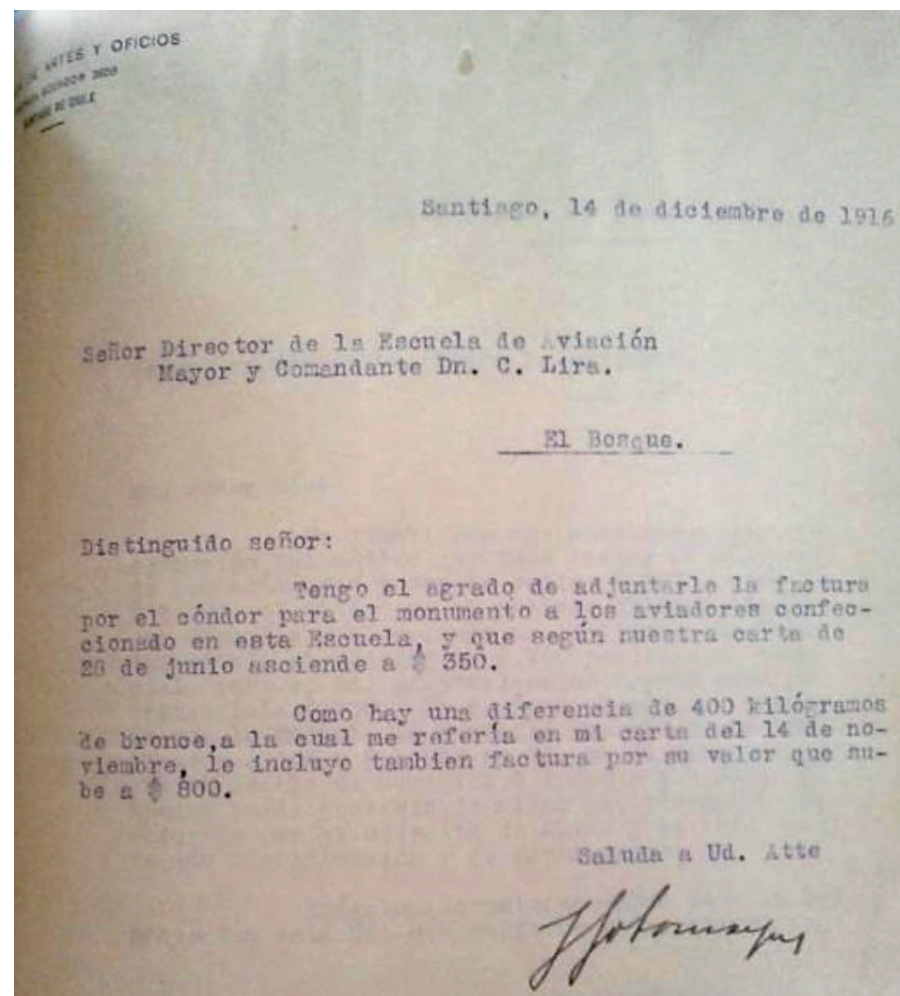 ARTES Y OFICIOS
ECUADOR
DE CHILE
Santiago, 14 de diciembre de 1916
Señor Director de la Escuela de Aviación
Mayor y Comandante Dn. C. Lira.
El Bosque.
Distinguido señor:
Tengo el agrado de adjuntarle la factura
por el cóndor para el monumento a los aviadores confec-
cionado en esta Escuela, y que según nuestra carta de
28 de junio asciende a $ 350.
Como hay una diferencia de 400 kilógramos
de bronce,a la cual me refería en mi carta del 14 de no-
viembre, le incluyo tambien factura por su valor que su-
be a $ 800.
Saluda a Ud. Atte